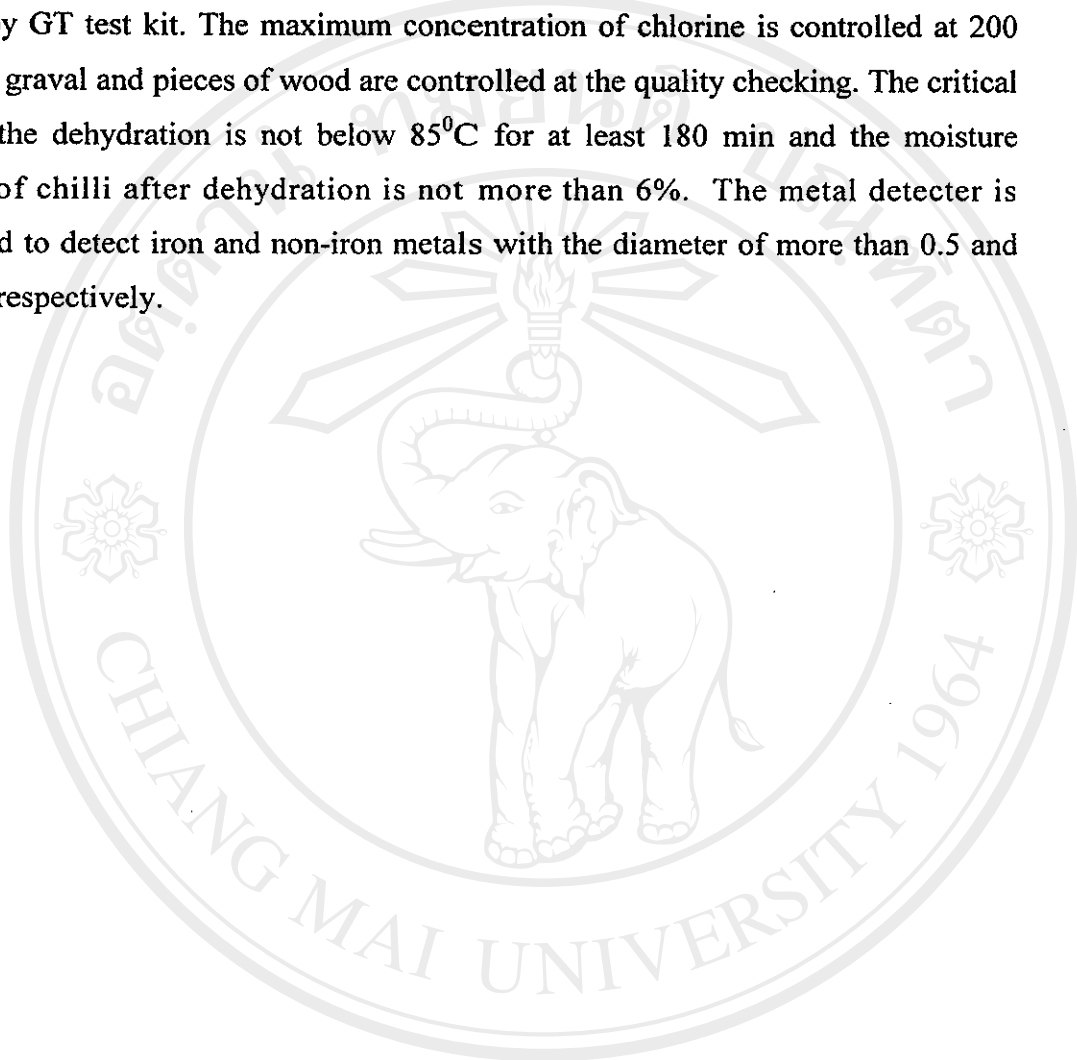 y GT test kit. The maximum concentration of chlorine is controlled at 200
graval and pieces of wood are controlled at the quality checking. The critical
the dehydration is not below 85⁰C for at least 180 min and the moisture
of chilli after dehydration is not more than 6%. The metal detecter is
d to detect iron and non-iron metals with the diameter of more than 0.5 and
respectively.
CHIANG MAI UNIVERSITY 1964